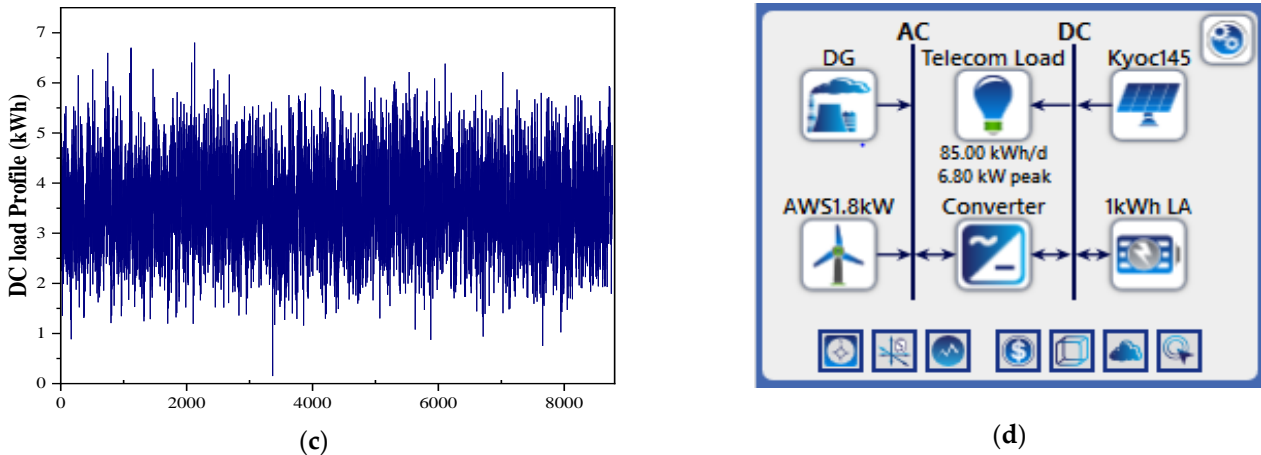 DC load Profile (kWh)
7
6
5
4
3
2
1
0
0 2000 4000 6000 8000
(c)
AC DC
DG Telecom Load Kyoc145
85.00 kWh/d
6.80 kW peak
AWS1.8kW Converter 1kWh LA
(d)